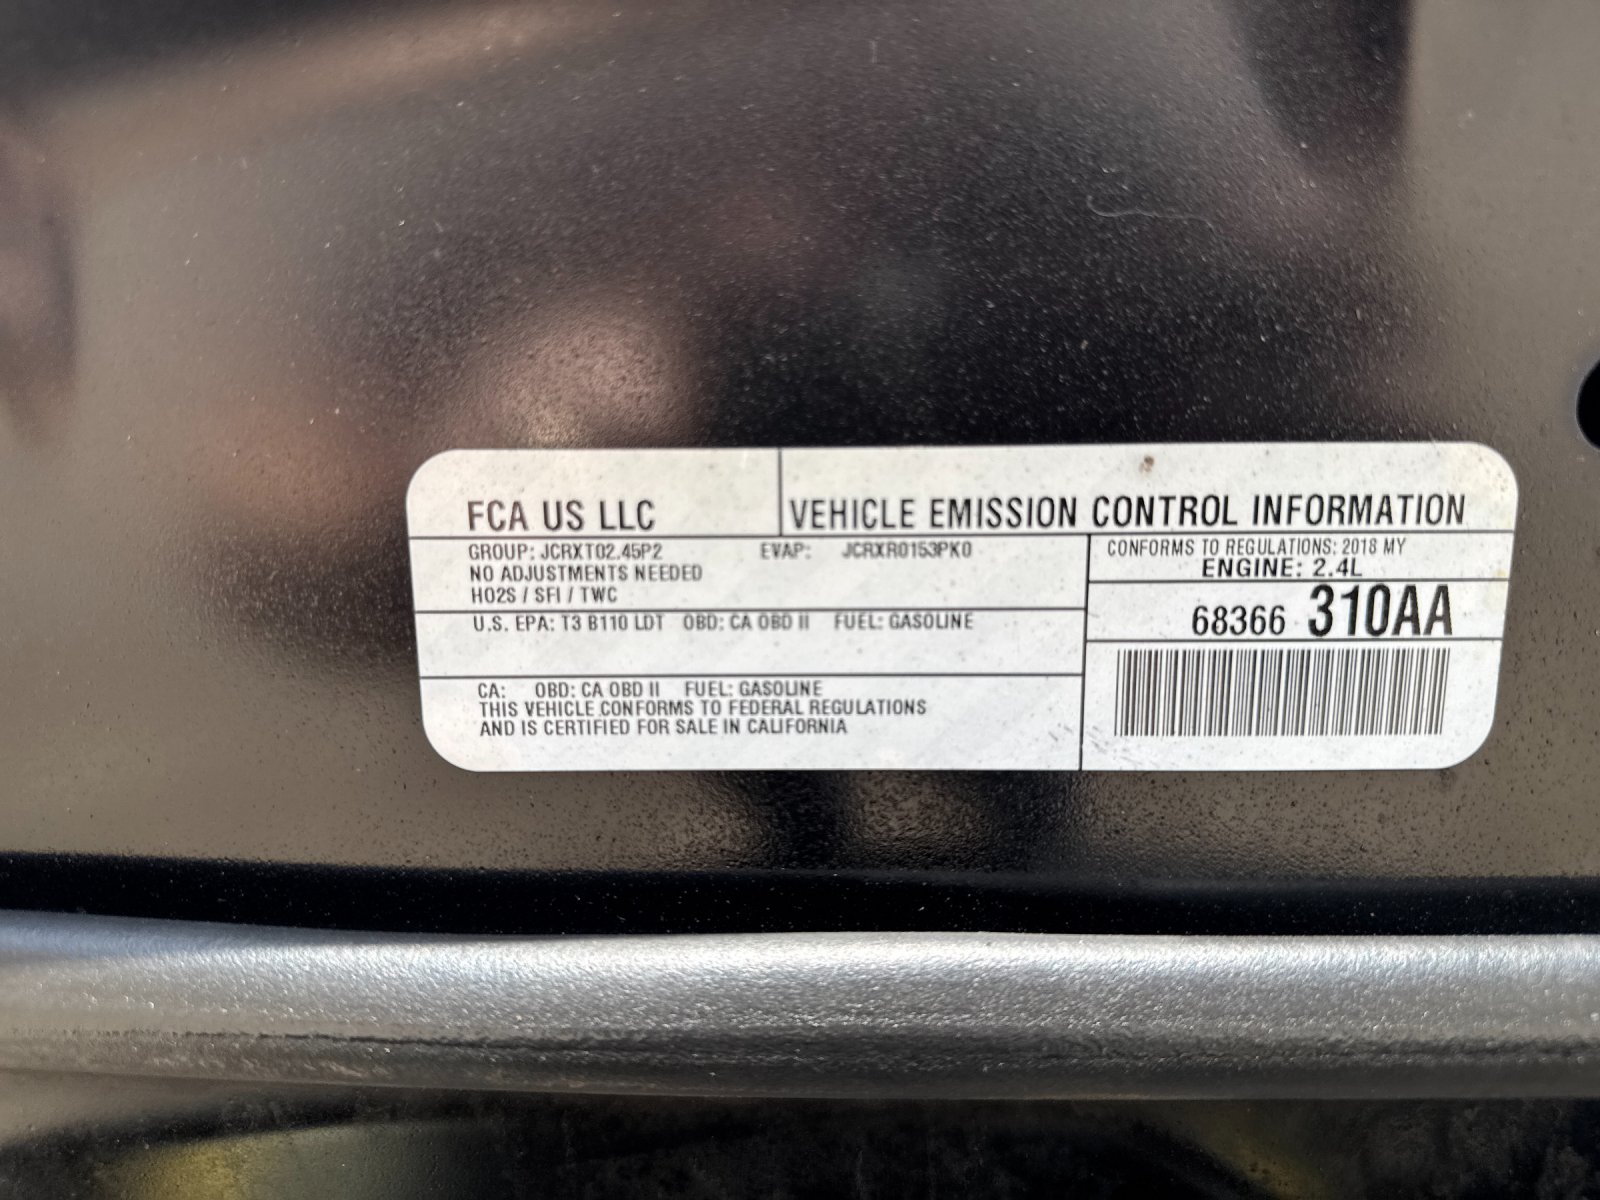 FCA US LLC
VEHICLE EMISSION CONTROL INFORMATION
GROUP: JCRXT02.45P2 EVAP: JCRXR0153PK0
NO ADJUSTMENTS NEEDED
HO2S / SFI / TWC
CONFORMS TO REGULATIONS: 2018 MY
ENGINE: 2.4L
68366 310AA
U.S. EPA: T3 B110 LDT OBD: CA OBD II FUEL: GASOLINE
CA: OBD: CA OBD II FUEL: GASOLINE
THIS VEHICLE CONFORMS TO FEDERAL REGULATIONS
AND IS CERTIFIED FOR SALE IN CALIFORNIA